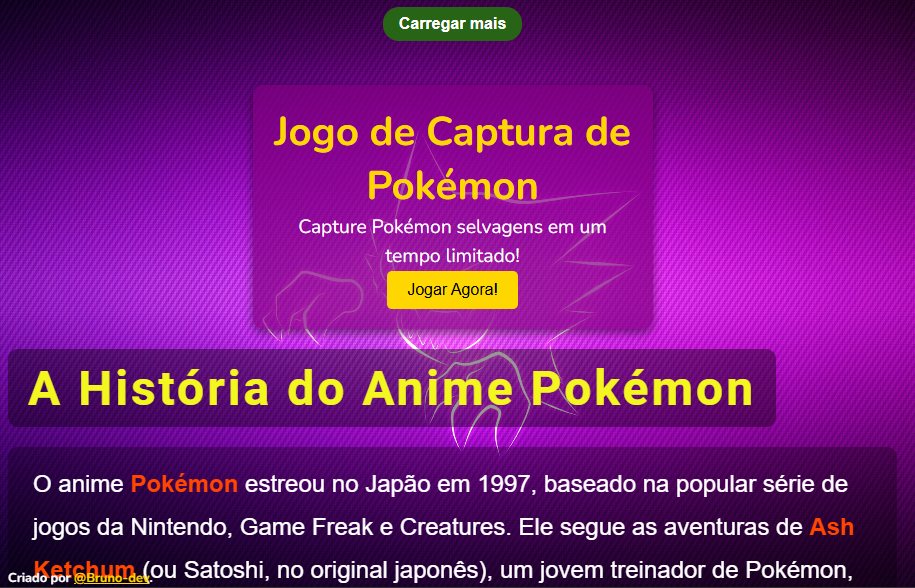 Carregar mais
Jogo de Captura de
Pokémon
Capture Pokémon selvagens em um
tempo limitado!
Jogar Agora!
A História do Anime Pokémon
O anime Pokémon estreou no Japão em 1997, baseado na popular série de
jogos da Nintendo, Game Freak e Creatures. Ele segue as aventuras de Ash
Ketchum (ou Satoshi, no original japonês), um jovem treinador de Pokémon,
Criado por @Bruno-dev.